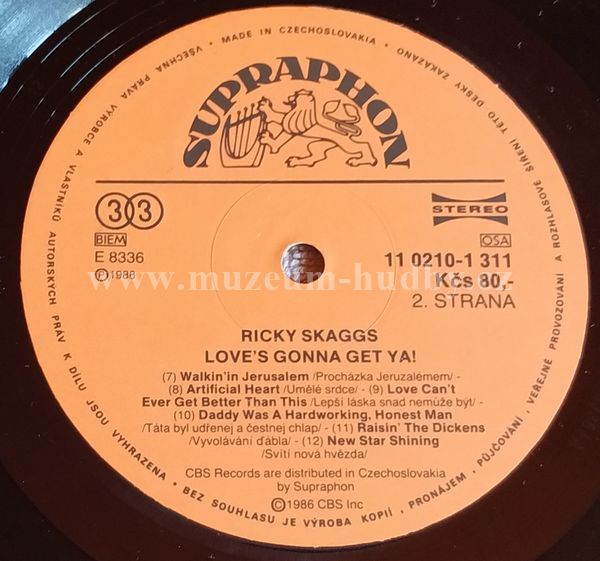 VŠECHNA PRÁVA VÝROBCE A VLASTNÍKŮ AUTORSKÝCH PRÁV K DÍLU JSOU VYHRAZENA • BEZ SOUHLASU JE VÝROBA KOPIÍ, PRONÁJEM, PŮJČOVÁNÍ, VEŘEJNÉ PROVOZOVÁNÍ A ROZHLASOVÉ ŠÍŘENÍ TÉTO DESKY ZAKÁZÁNO • MADE IN CZECHOSLOVAKIA •
SUPRAPHON
33
STEREO
BIEM
OSA
E 8336
11 0210-1 311
℗1988
Kčs 80,-
www.muzeum-hudby.cz
2. STRANA
RICKY SKAGGS
LOVE'S GONNA GET YA!
(7) Walkin'in Jerusalem /Procházka Jeruzalémem/ -
(8) Artificial Heart /Umělé srdce/ - (9) Love Can't
Ever Get Better Than This /Lepší láska snad nemůže být/ -
(10) Daddy Was A Hardworking, Honest Man
/Táta byl udřenej a čestnej chlap/ - (11) Raisin' The Dickens
/Vyvolávání ďábla/ - (12) New Star Shining
/Svítí nová hvězda/
CBS Records are distributed in Czechoslovakia
by Supraphon
©1986 CBS Inc